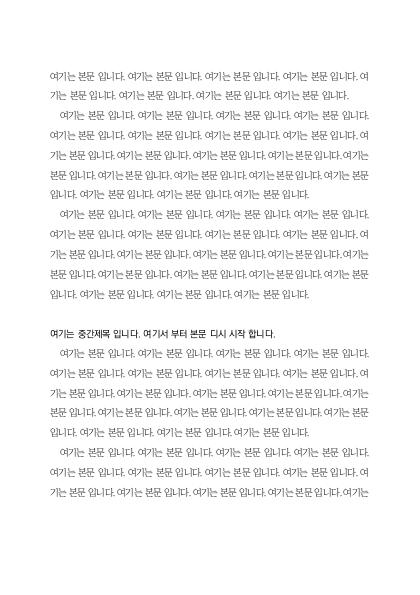 여기는 본문 입니다. 여기는 본문 입니다. 여기는 본문 입니다. 여기는 본문 입니다. 여
기는 본문 입니다. 여기는 본문 입니다. 여기는 본문 입니다. 여기는 본문 입니다.
여기는 본문 입니다. 여기는 본문 입니다. 여기는 본문 입니다. 여기는 본문 입니다.
여기는 본문 입니다. 여기는 본문 입니다. 여기는 본문 입니다. 여기는 본문 입니다. 여
기는 본문 입니다. 여기는 본문 입니다. 여기는 본문 입니다. 여기는 본문 입니다. 여기는
본문 입니다. 여기는 본문 입니다. 여기는 본문 입니다. 여기는 본문 입니다. 여기는 본문
입니다. 여기는 본문 입니다. 여기는 본문 입니다. 여기는 본문 입니다.
여기는 본문 입니다. 여기는 본문 입니다. 여기는 본문 입니다. 여기는 본문 입니다.
여기는 본문 입니다. 여기는 본문 입니다. 여기는 본문 입니다. 여기는 본문 입니다. 여
기는 본문 입니다. 여기는 본문 입니다. 여기는 본문 입니다. 여기는 본문 입니다. 여기는
본문 입니다. 여기는 본문 입니다. 여기는 본문 입니다. 여기는 본문 입니다. 여기는 본문
입니다. 여기는 본문 입니다. 여기는 본문 입니다. 여기는 본문 입니다.
여기는 중간제목 입니다. 여기서 부터 본문 디시 시작 합니다.
여기는 본문 입니다. 여기는 본문 입니다. 여기는 본문 입니다. 여기는 본문 입니다.
여기는 본문 입니다. 여기는 본문 입니다. 여기는 본문 입니다. 여기는 본문 입니다. 여
기는 본문 입니다. 여기는 본문 입니다. 여기는 본문 입니다. 여기는 본문 입니다. 여기는
본문 입니다. 여기는 본문 입니다. 여기는 본문 입니다. 여기는 본문 입니다. 여기는 본문
입니다. 여기는 본문 입니다. 여기는 본문 입니다. 여기는 본문 입니다.
여기는 본문 입니다. 여기는 본문 입니다. 여기는 본문 입니다. 여기는 본문 입니다.
여기는 본문 입니다. 여기는 본문 입니다. 여기는 본문 입니다. 여기는 본문 입니다. 여
기는 본문 입니다. 여기는 본문 입니다. 여기는 본문 입니다. 여기는 본문 입니다. 여기는